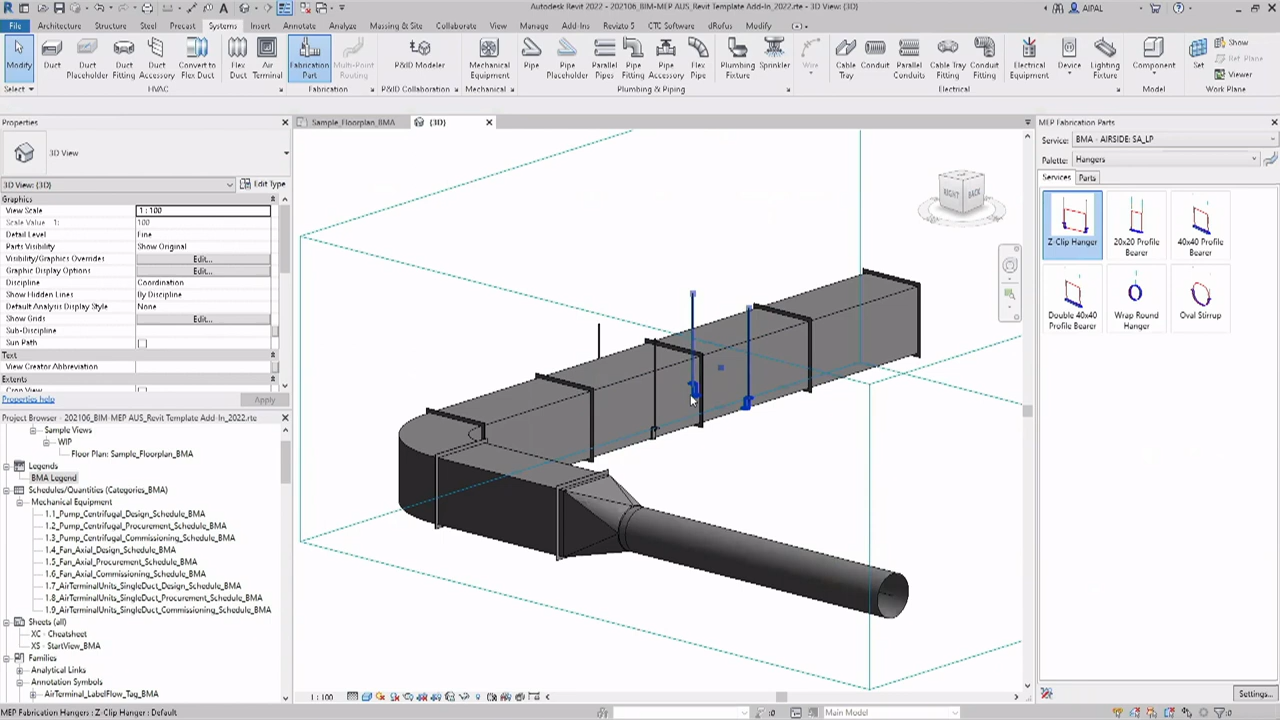 Autodesk Revit 2022 - 202106_BIM-MEP AUS_Revit Template Add-In_2022.rte - 3D View: {3D}
AIPAL
File Architecture Structure Steel Precast Systems Insert Annotate Analyze Massing & Site Collaborate View Manage Add-Ins Revizto 5 CTC Software Rofus Modify
Modify
Duct
Duct Placeholder
Duct Fitting
Duct Accessory
Convert to Flex Duct
Flex Duct
Air Terminal
Fabrication Part
Multi-Point Routing
P&ID Modeler
Mechanical Equipment
Pipe
Pipe Placeholder
Parallel Pipes
Pipe Fitting
Pipe Accessory
Flex Pipe
Plumbing Fixture
Sprinkler
Wire
Cable Tray
Conduit
Parallel Conduits
Cable Tray Fitting
Conduit Fitting
Electrical Equipment
Device
Lighting Fixture
Component
Set
Show
Ref Plane
Viewer
Select HVAC Fabrication P&ID Collaboration Mechanical Plumbing & Piping Electrical Model Work Plane
Properties
Sample_Floorplan_BMA
{3D}
MEP Fabrication Parts
3D View
3D View: {3D}
Edit Type
Graphics
View Scale 1 : 100
Scale Value 1: 100
Detail Level Fine
Parts Visibility Show Original
Visibility/Graphics Overrides Edit...
Graphic Display Options Edit...
Discipline Coordination
Show Hidden Lines By Discipline
Default Analysis Display Style None
Show Grids Edit...
Sub-Discipline
Sun Path
Text
View Creator Abbreviation
Extents
Crop View
Properties help
Apply
Project Browser - 202106_BIM-MEP AUS_Revit Template Add-In_2022.rte
Sample Views
WIP
Floor Plan: Sample_Floorplan_BMA
Legends
BMA Legend
Schedules/Quantities (Categories_BMA)
Mechanical Equipment
1.1_Pump_Centrifugal_Design_Schedule_BMA
1.2_Pump_Centrifugal_Procurement_Schedule_BMA
1.3_Pump_Centrifugal_Commissioning_Schedule_BMA
1.4_Fan_Axial_Design_Schedule_BMA
1.5_Fan_Axial_Procurement_Schedule_BMA
1.6_Fan_Axial_Commissioning_Schedule_BMA
1.7_AirTerminalUnits_SingleDuct_Design_Schedule_BMA
1.8_AirTerminalUnits_SingleDuct_Procurement_Schedule_BMA
1.9_AirTerminalUnits_SingleDuct_Commissioning_Schedule_BMA
Sheets (all)
XC - Cheatsheet
XS - StartView_BMA
Families
Analytical Links
Annotation Symbols
AirTerminal_LabelFlow_Tag_BMA
RIGHT BACK
Service: BMA - AIRSIDE: SA_LP
Palette: Hangers
Services Parts
Z-Clip Hanger
20x20 Profile Bearer
40x40 Profile Bearer
Double 40x40 Profile Bearer
Wrap Round Hanger
Oval Stirrup
Settings...
1 : 100
MEP Fabrication Hangers : Z-Clip Hanger : Default
:0
Main Model
:0